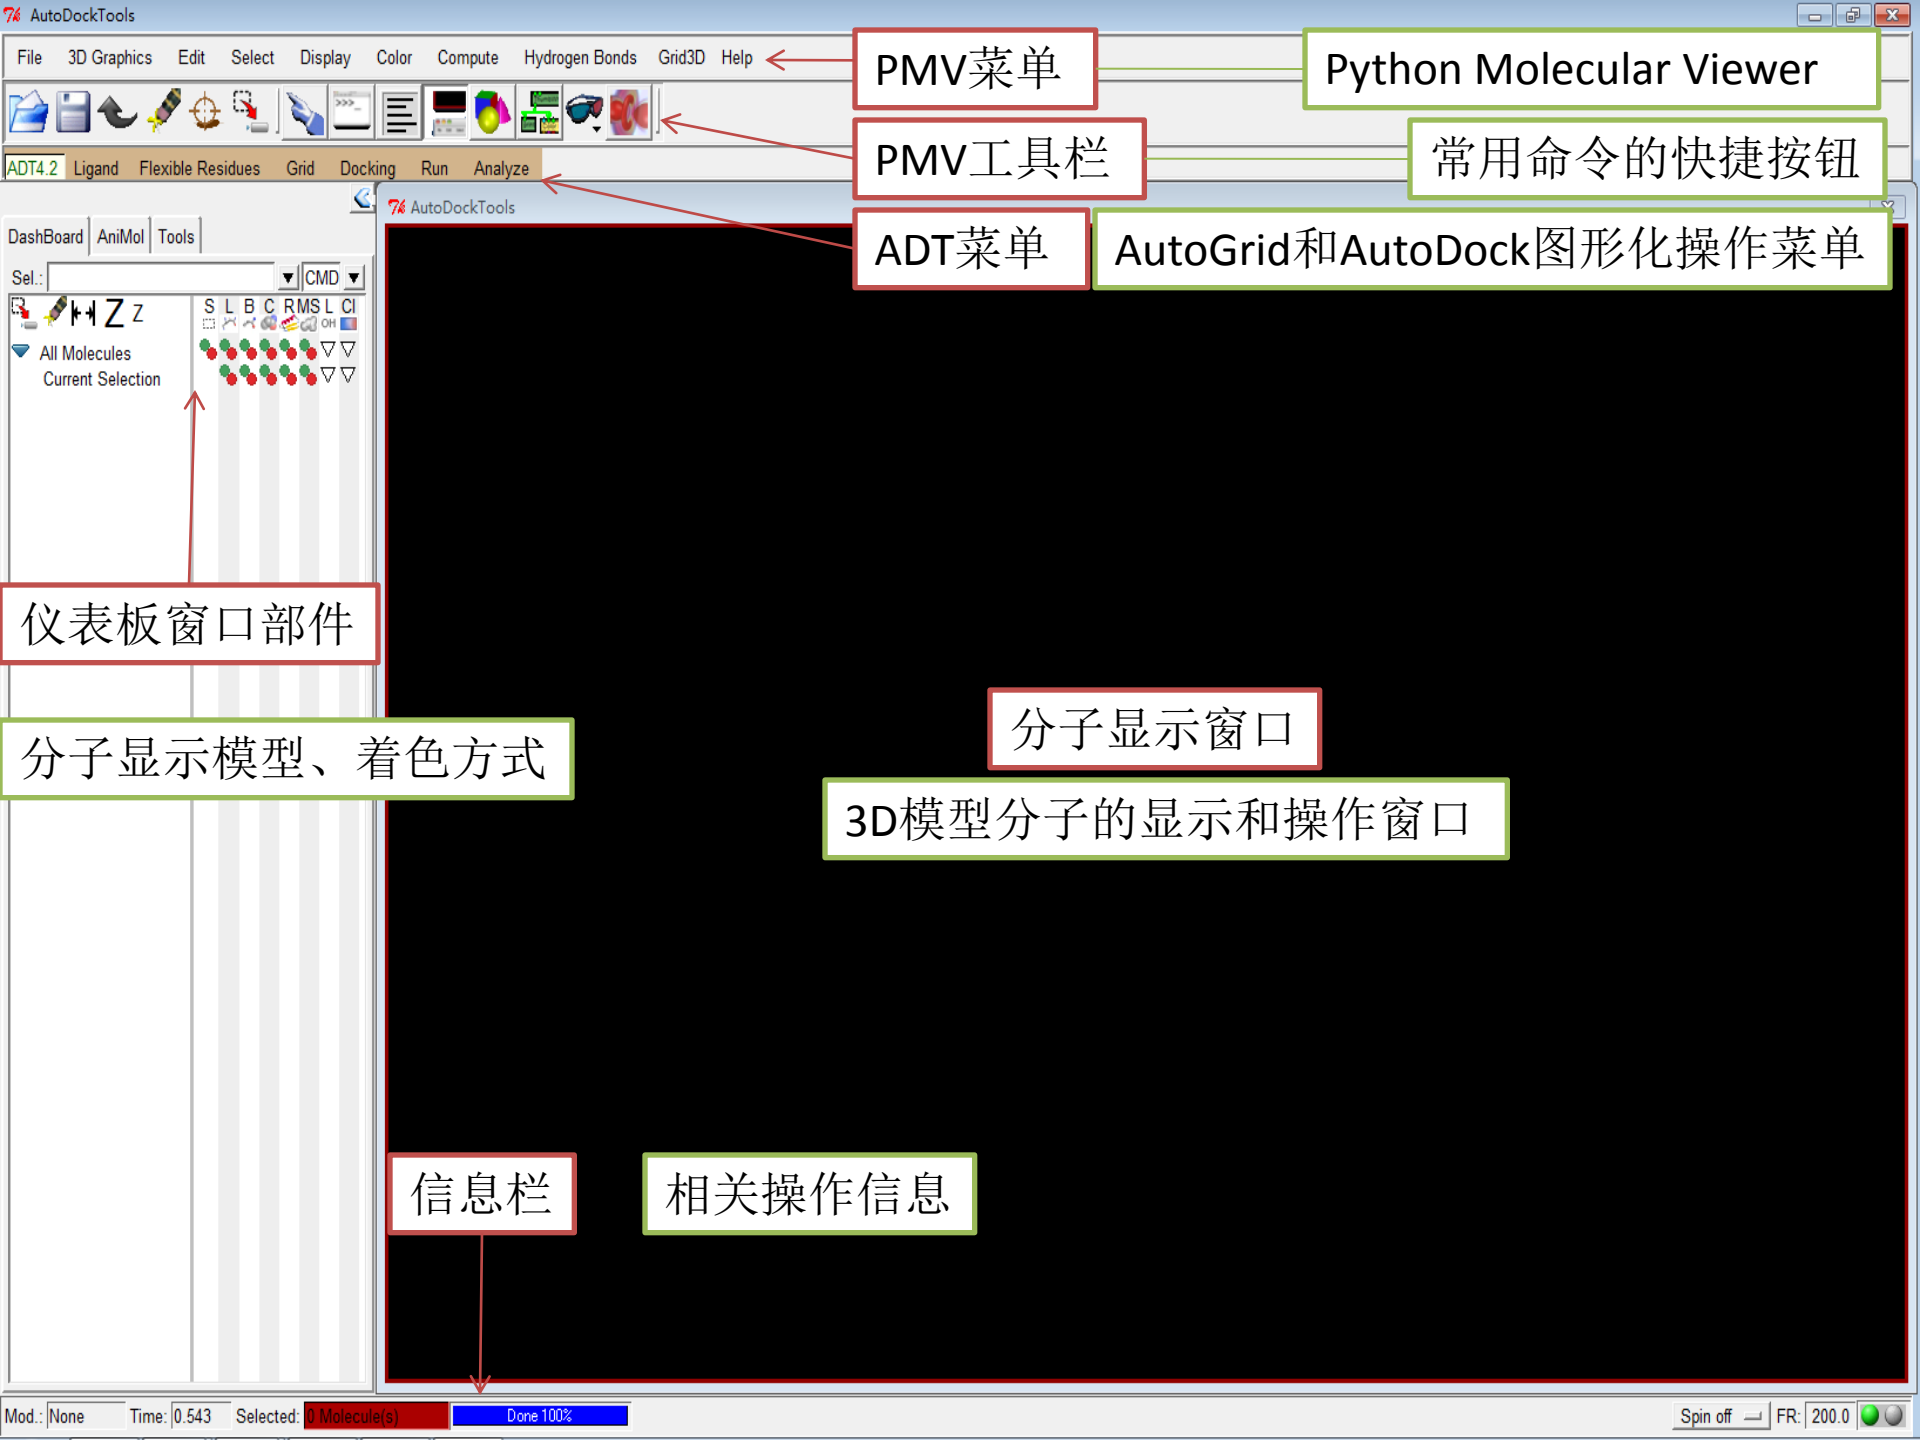 AutoDockTools
File 3D Graphics Edit Select Display Color Compute Hydrogen Bonds Grid3D Help
PMV菜单
Python Molecular Viewer
PMV工具栏
常用命令的快捷按钮
ADT4.2 Ligand Flexible Residues Grid Docking Run Analyze
AutoDockTools
ADT菜单
AutoGrid和AutoDock图形化操作菜单
DashBoard AniMol Tools
Sel.: CMD
Z Z S L B C R MS L Cl
OH
All Molecules
Current Selection
仪表板窗口部件
分子显示模型、着色方式
分子显示窗口
3D模型分子的显示和操作窗口
信息栏
相关操作信息
Mod.: None Time: 0.543 Selected: 0 Molecule(s) Done 100% Spin off FR: 200.0